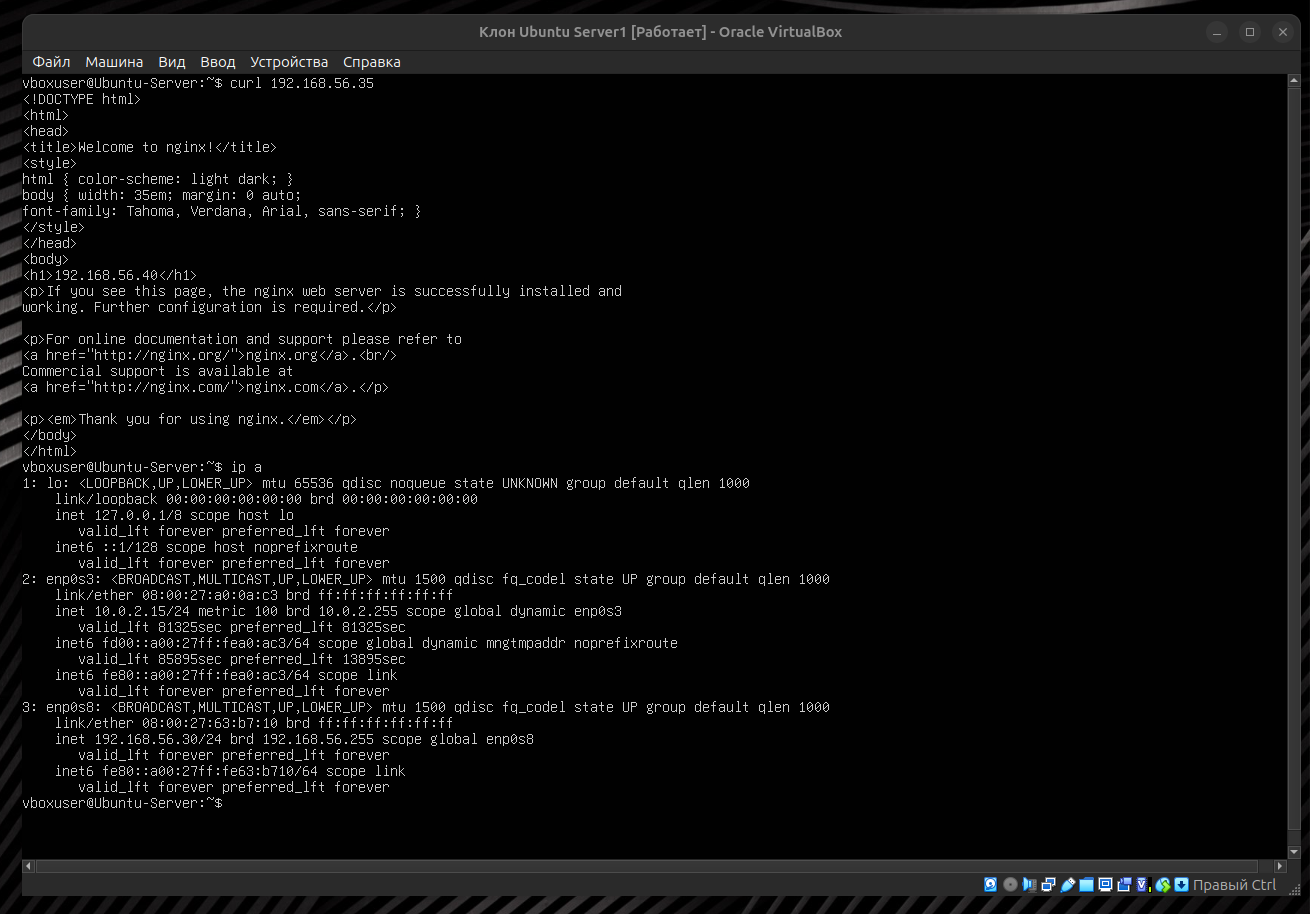 Клон Ubuntu Server1 [Работает] - Oracle VirtualBox
Файл Машина Вид Ввод Устройства Справка
vboxuser@Ubuntu-Server:~$ curl 192.168.56.35
<!DOCTYPE html>
<html>
<head>
<title>Welcome to nginx!</title>
<style>
html { color-scheme: light dark; }
body { width: 35em; margin: 0 auto;
font-family: Tahoma, Verdana, Arial, sans-serif; }
</style>
</head>
<body>
<h1>192.168.56.40</h1>
<p>If you see this page, the nginx web server is successfully installed and
working. Further configuration is required.</p>

<p>For online documentation and support please refer to
<a href="http://nginx.org/">nginx.org</a>.<br/>
Commercial support is available at
<a href="http://nginx.com/">nginx.com</a>.</p>

<p><em>Thank you for using nginx.</em></p>
</body>
</html>
vboxuser@Ubuntu-Server:~$ ip a
1: lo: <LOOPBACK,UP,LOWER_UP> mtu 65536 qdisc noqueue state UNKNOWN group default qlen 1000
    link/loopback 00:00:00:00:00:00 brd 00:00:00:00:00:00
    inet 127.0.0.1/8 scope host lo
       valid_lft forever preferred_lft forever
    inet6 ::1/128 scope host noprefixroute
       valid_lft forever preferred_lft forever
2: enp0s3: <BROADCAST,MULTICAST,UP,LOWER_UP> mtu 1500 qdisc fq_codel state UP group default qlen 1000
    link/ether 08:00:27:a0:0a:c3 brd ff:ff:ff:ff:ff:ff
    inet 10.0.2.15/24 metric 100 brd 10.0.2.255 scope global dynamic enp0s3
       valid_lft 81325sec preferred_lft 81325sec
    inet6 fd00::a00:27ff:fea0:ac3/64 scope global dynamic mngtmpaddr noprefixroute
       valid_lft 85895sec preferred_lft 13895sec
    inet6 fe80::a00:27ff:fea0:ac3/64 scope link
       valid_lft forever preferred_lft forever
3: enp0s8: <BROADCAST,MULTICAST,UP,LOWER_UP> mtu 1500 qdisc fq_codel state UP group default qlen 1000
    link/ether 08:00:27:63:b7:10 brd ff:ff:ff:ff:ff:ff
    inet 192.168.56.30/24 brd 192.168.56.255 scope global enp0s8
       valid_lft forever preferred_lft forever
    inet6 fe80::a00:27ff:fe63:b710/64 scope link
       valid_lft forever preferred_lft forever
vboxuser@Ubuntu-Server:~$
Правый Ctrl